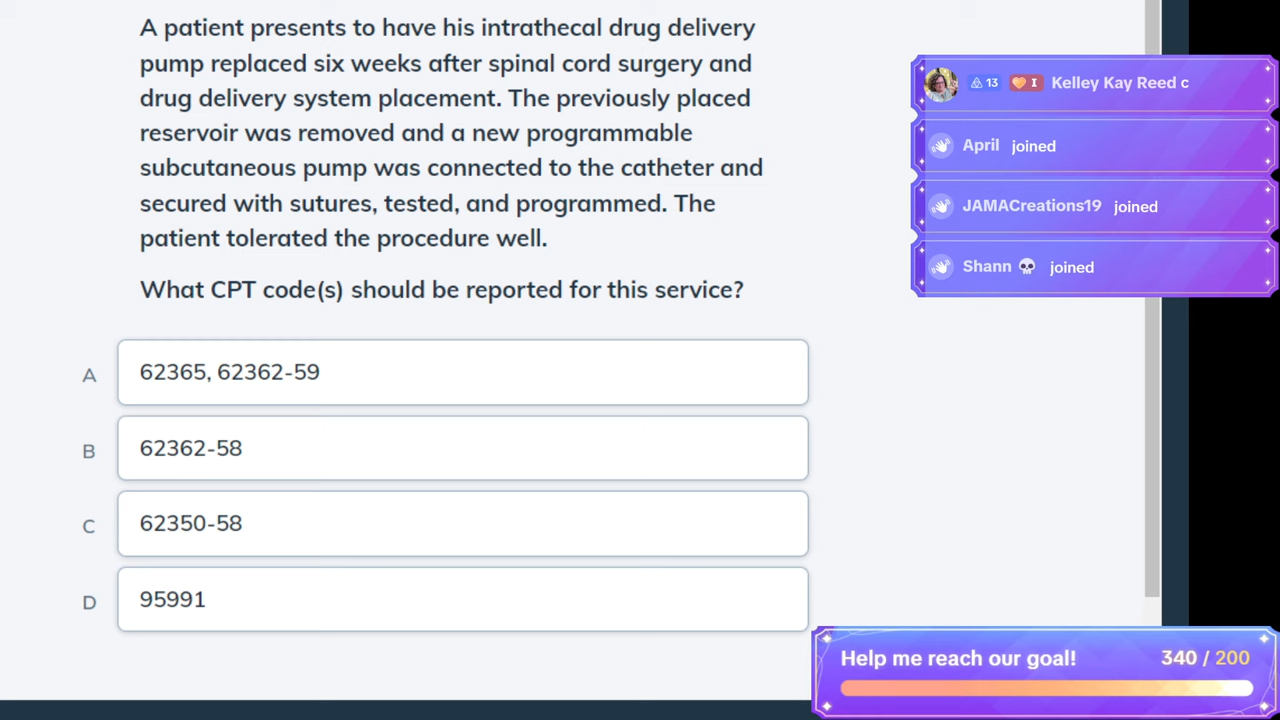 A patient presents to have his intrathecal drug delivery
pump replaced six weeks after spinal cord surgery and
drug delivery system placement. The previously placed
reservoir was removed and a new programmable
subcutaneous pump was connected to the catheter and
secured with sutures, tested, and programmed. The
patient tolerated the procedure well.
What CPT code(s) should be reported for this service?
A 62365, 62362-59
B 62362-58
C 62350-58
D 95991
13 I Kelley Kay Reed c
April joined
JAMACreations19 joined
Shann 💀 joined
Help me reach our goal! 340 / 200